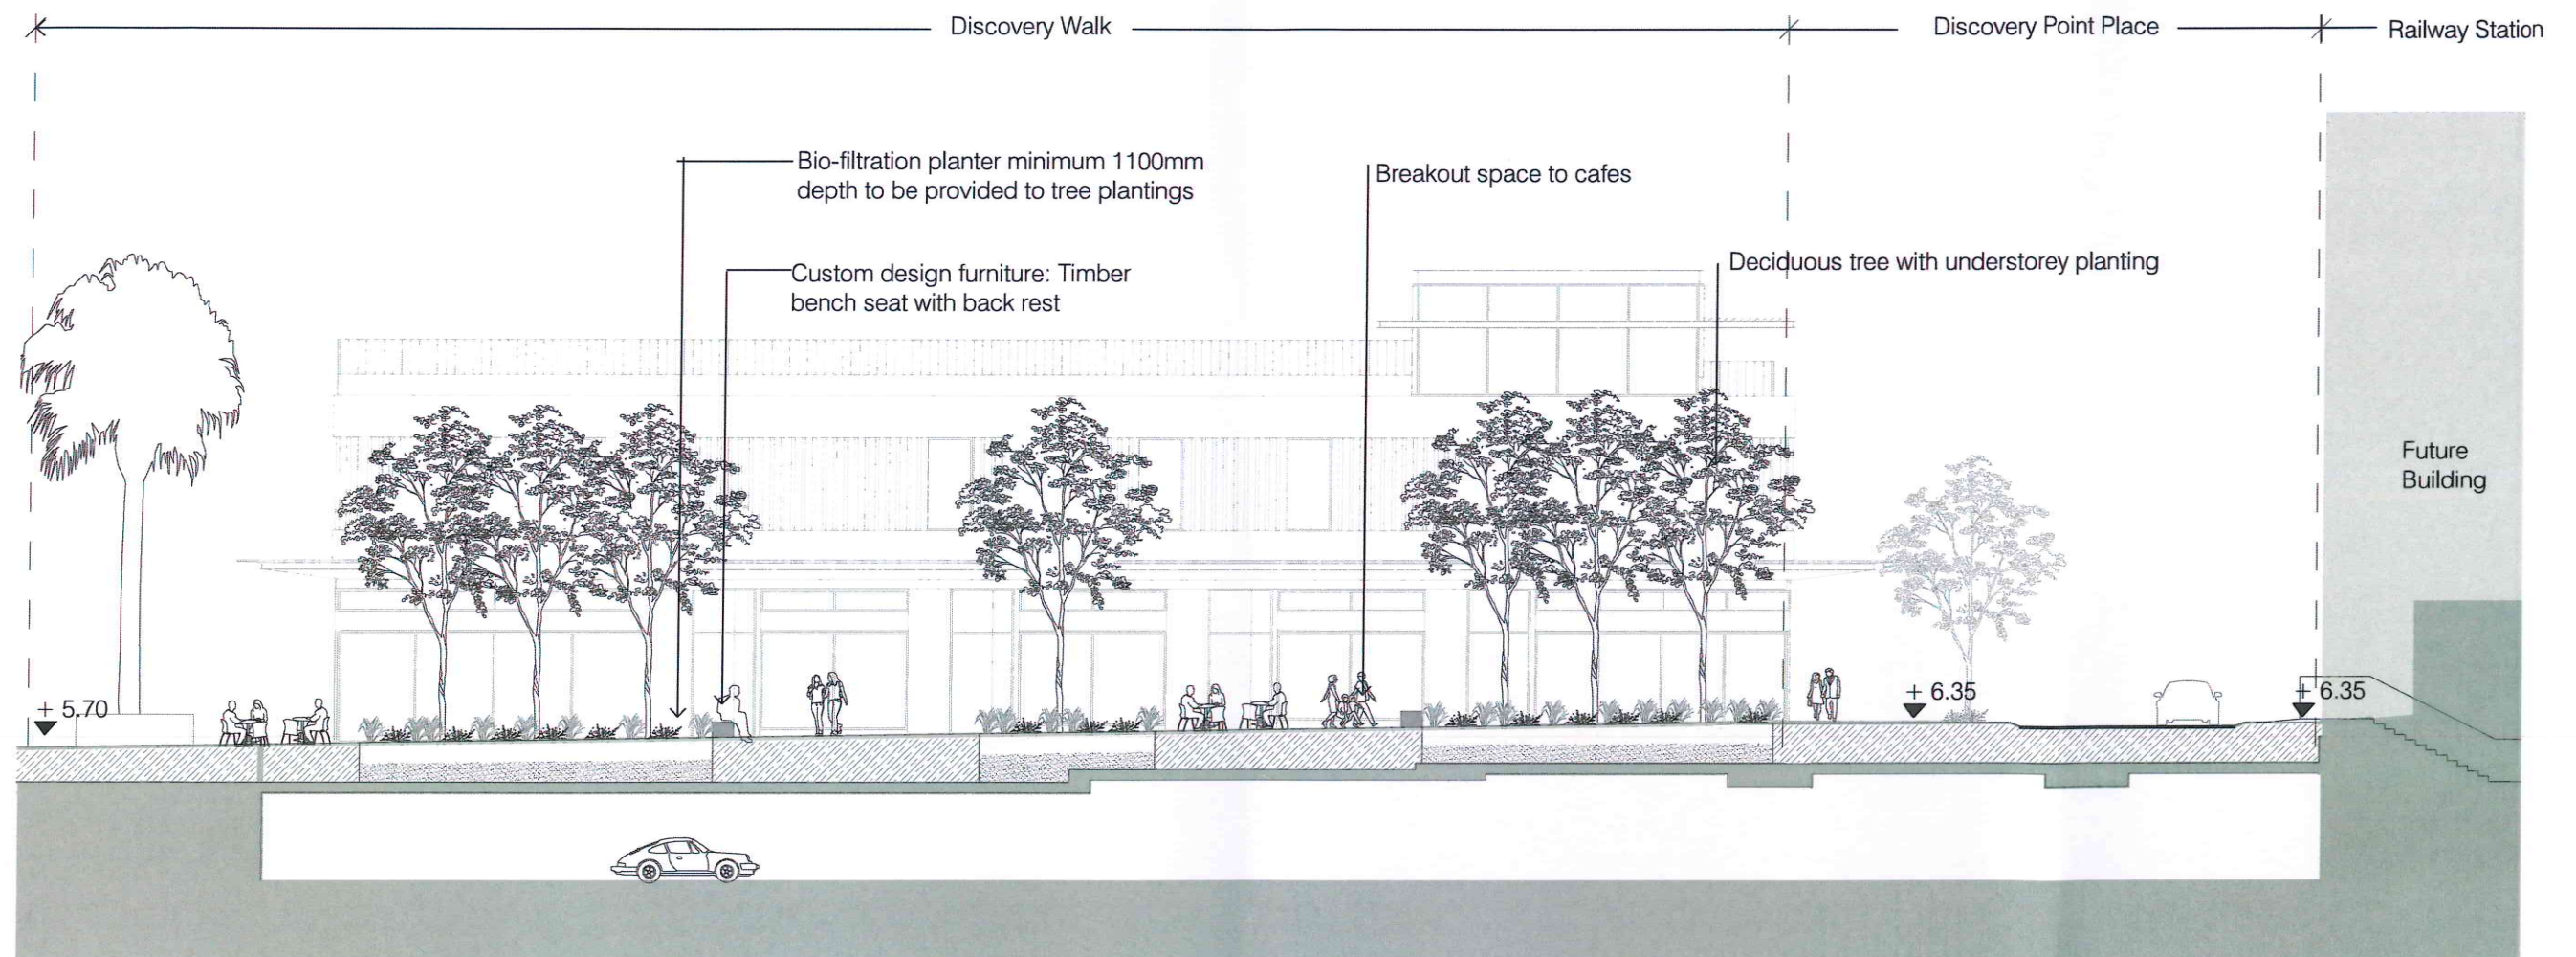 Discovery Walk
Discovery Point Place
Railway Station
Bio-filtration planter minimum 1100mm
depth to be provided to tree plantings
Breakout space to cafes
Custom design furniture: Timber
bench seat with back rest
Deciduous tree with understorey planting
Future
Building
+ 5.70
+ 6.35
+ 6.35